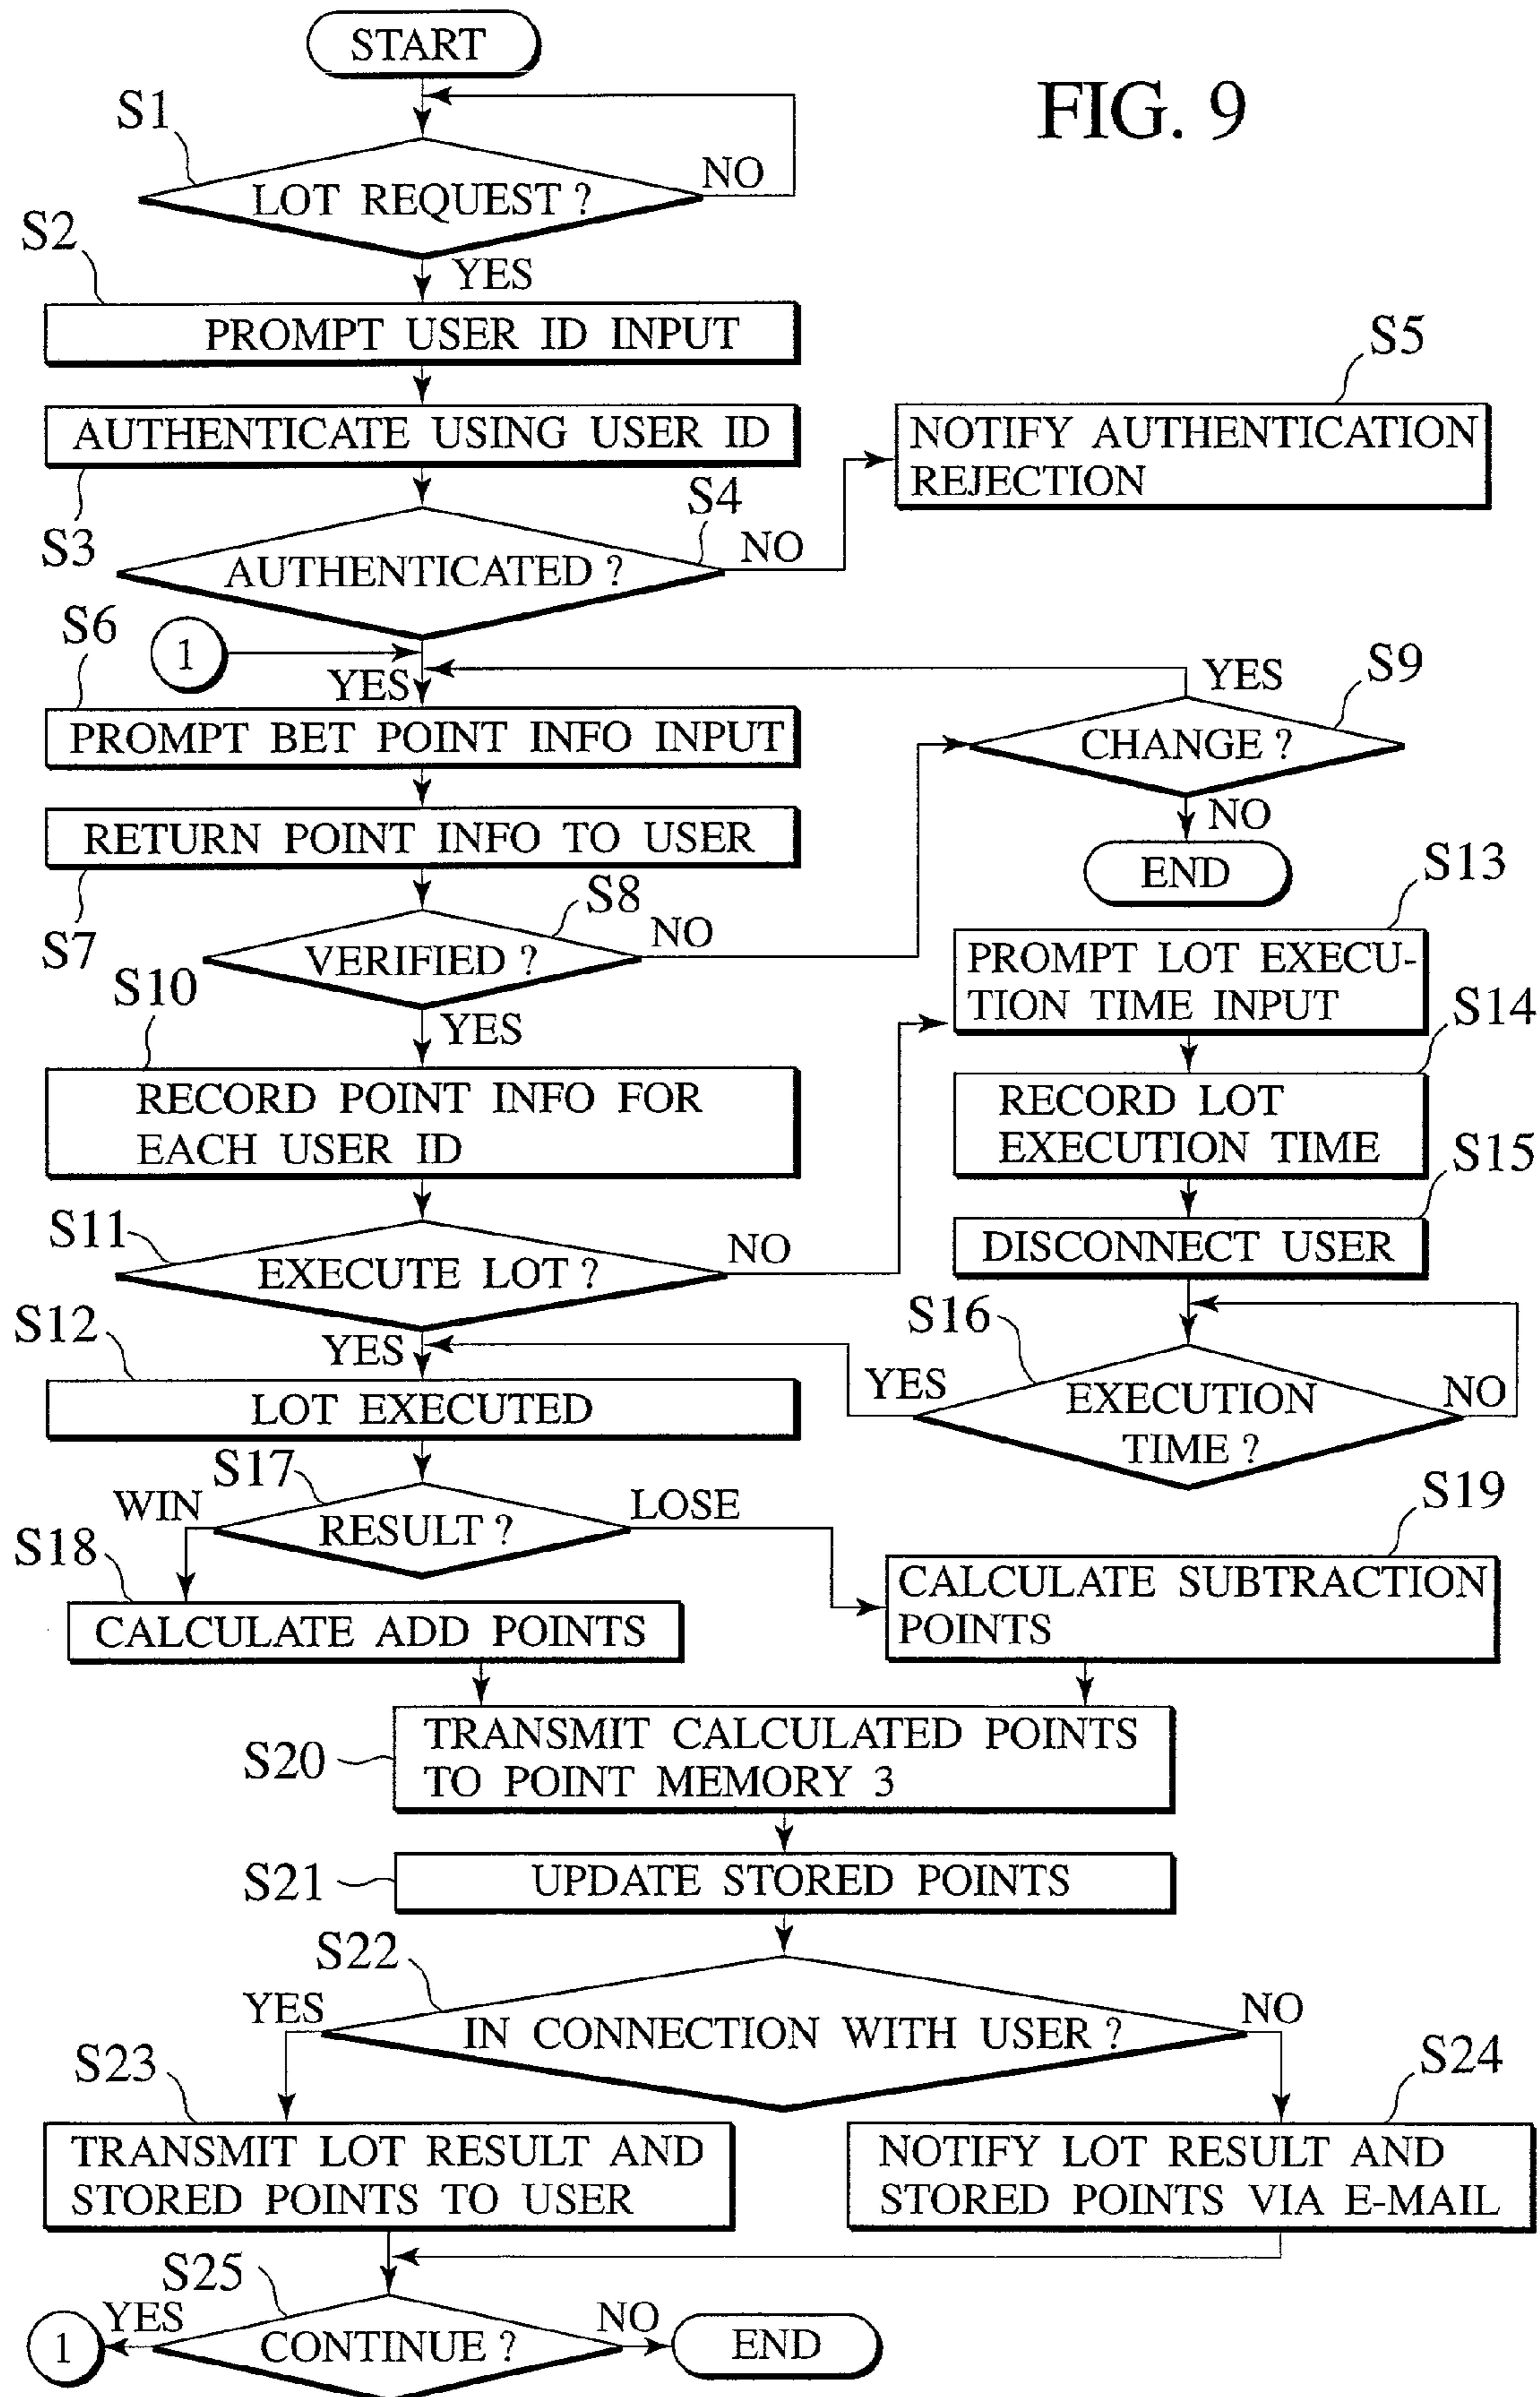 START
FIG. 9
S1
LOT REQUEST ?
NO
S2
YES
PROMPT USER ID INPUT
S5
AUTHENTICATE USING USER ID
NOTIFY AUTHENTICATION
REJECTION
S3
S4
AUTHENTICATED ?
NO
S6
1
YES
YES
S9
PROMPT BET POINT INFO INPUT
CHANGE ?
NO
RETURN POINT INFO TO USER
END
S7
S8
VERIFIED ?
NO
S13
PROMPT LOT EXECU-
TION TIME INPUT
S10
YES
S14
RECORD POINT INFO FOR
EACH USER ID
RECORD LOT
EXECUTION TIME
S15
S11
EXECUTE LOT ?
NO
DISCONNECT USER
S12
YES
S16
YES
EXECUTION
TIME ?
NO
LOT EXECUTED
S17
WIN
RESULT ?
LOSE
S19
S18
CALCULATE ADD POINTS
CALCULATE SUBTRACTION
POINTS
S20
TRANSMIT CALCULATED POINTS
TO POINT MEMORY 3
S21
UPDATE STORED POINTS
S22
YES
IN CONNECTION WITH USER ?
NO
S23
S24
TRANSMIT LOT RESULT AND
STORED POINTS TO USER
NOTIFY LOT RESULT AND
STORED POINTS VIA E-MAIL
S25
1
YES
CONTINUE ?
NO
END